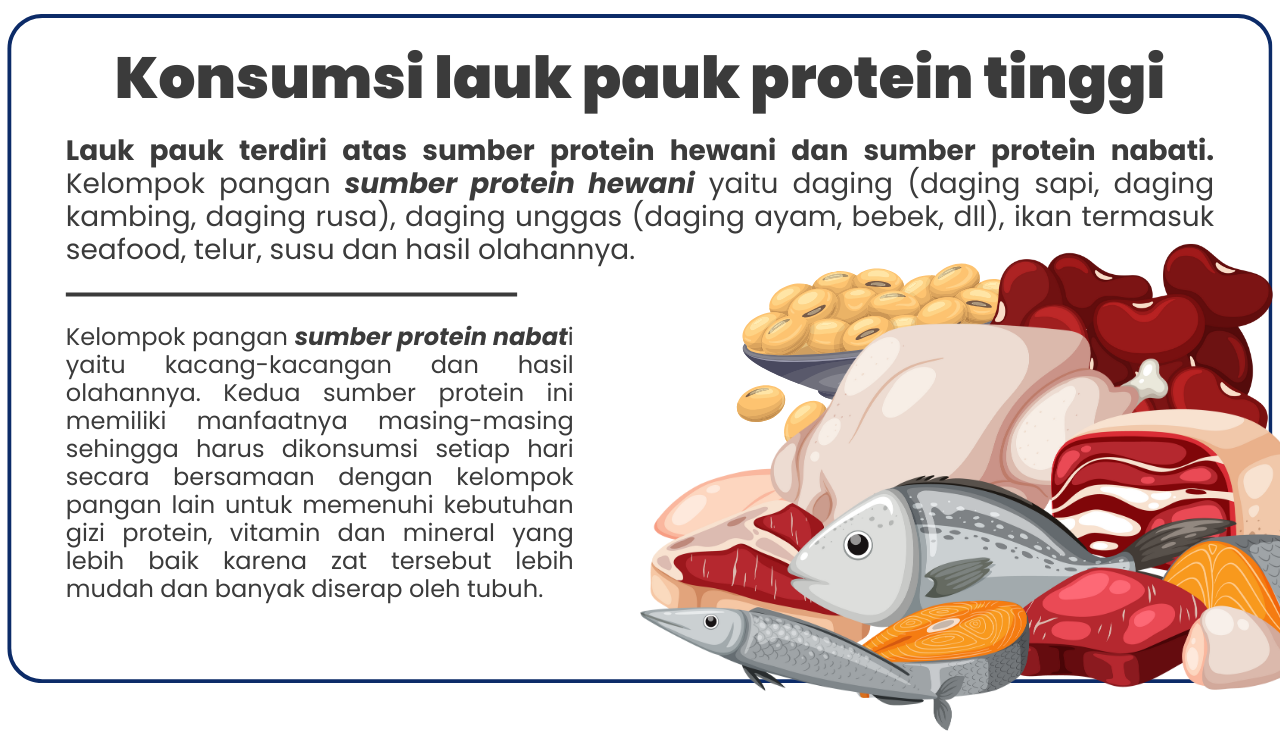 Konsumsi lauk pauk protein tinggi
Lauk pauk terdiri atas sumber protein hewani dan sumber protein nabati.
Kelompok pangan sumber protein hewani yaitu daging (daging sapi, daging
kambing, daging rusa), daging unggas (daging ayam, bebek, dll), ikan termasuk
seafood, telur, susu dan hasil olahannya.
Kelompok pangan sumber protein nabati
yaitu kacang-kacangan dan hasil
olahannya. Kedua sumber protein ini
memiliki manfaatnya masing-masing
sehingga harus dikonsumsi setiap hari
secara bersamaan dengan kelompok
pangan lain untuk memenuhi kebutuhan
gizi protein, vitamin dan mineral yang
lebih baik karena zat tersebut lebih
mudah dan banyak diserap oleh tubuh.